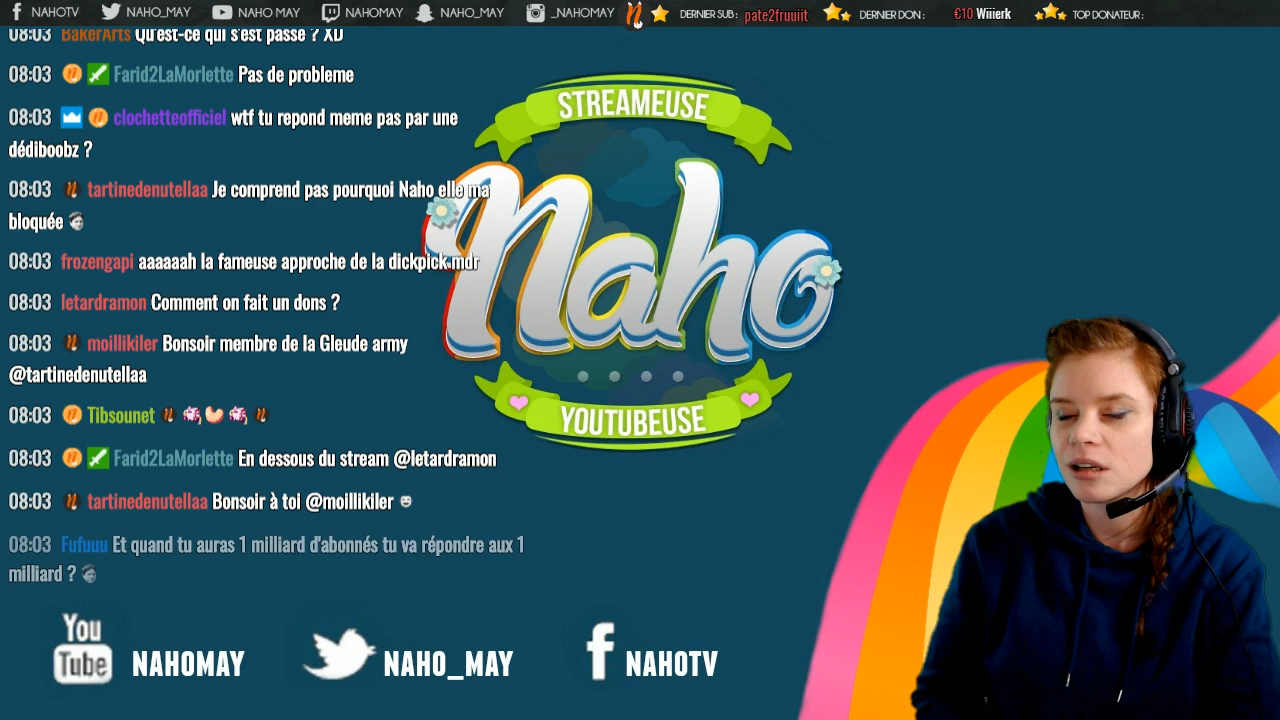 NAHOTV NAHO_MAY NAHO MAY NAHOMAY NAHO_MAY _NAHOMAY DERNIER SUB : pate2fruuiit DERNIER DON : €10 Wiiierk TOP DONATEUR :
08:03 BakerArts Qu'est-ce qui s'est passé ? XD
08:03 Farid2LaMorlette Pas de probleme
08:03 clochetteofficiel wtf tu repond meme pas par une
dédiboobz ?
08:03 tartinedenutellaa Je comprend pas pourquoi Naho elle ma
bloquée
08:03 frozengapi aaaaaah la fameuse approche de la dickpick mdr
08:03 letardramon Comment on fait un dons ?
08:03 moillikiler Bonsoir membre de la Gleude army
@tartinedenutellaa
08:03 Tibsounet
08:03 Farid2LaMorlette En dessous du stream @letardramon
08:03 tartinedenutellaa Bonsoir à toi @moillikiler
08:03 Fufuuu Et quand tu auras 1 milliard d'abonnés tu va répondre aux 1
milliard ?
STREAMEUSE
Naho
YOUTUBEUSE
You
Tube
NAHOMAY NAHO_MAY NAHOTV